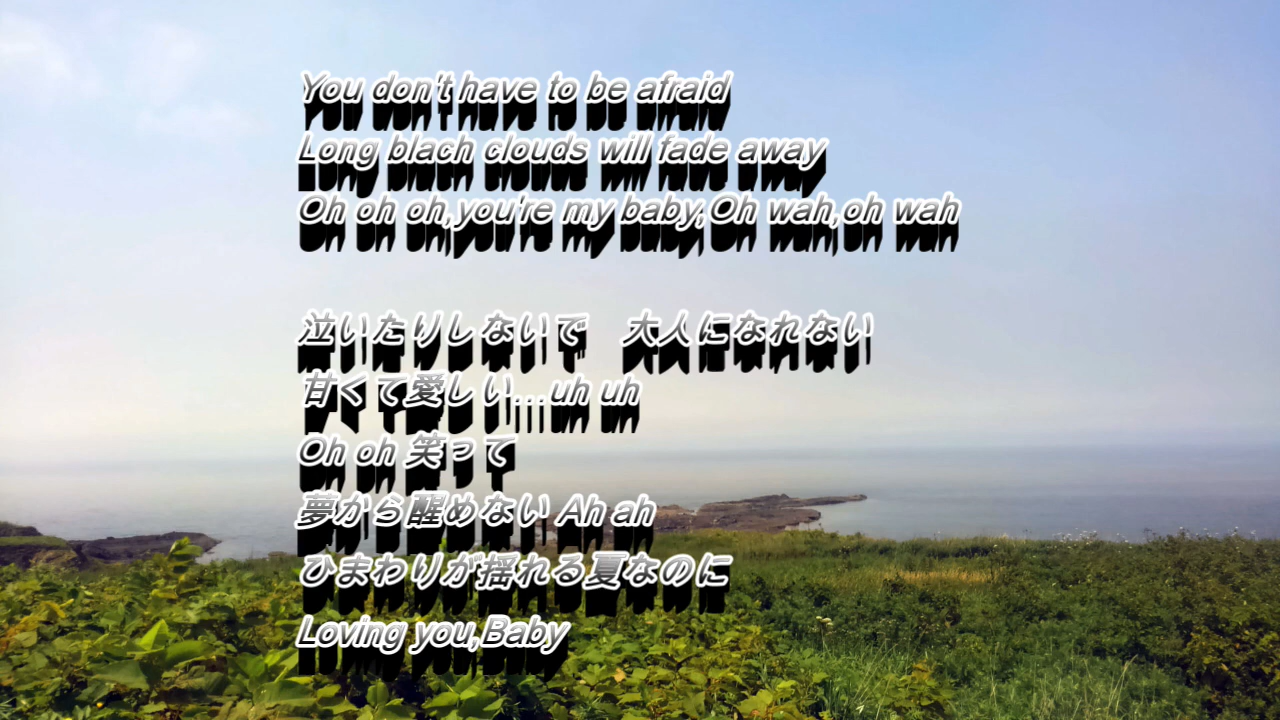 You don't have to be afraid
Long blach clouds will fade away
Oh oh oh,you're my baby,Oh wah,oh wah
泣いたりしないで　大人になれない
甘くて愛しい...uh uh
Oh oh 笑って
夢から醒めない Ah ah
ひまわりが揺れる夏なのに
Loving you,Baby